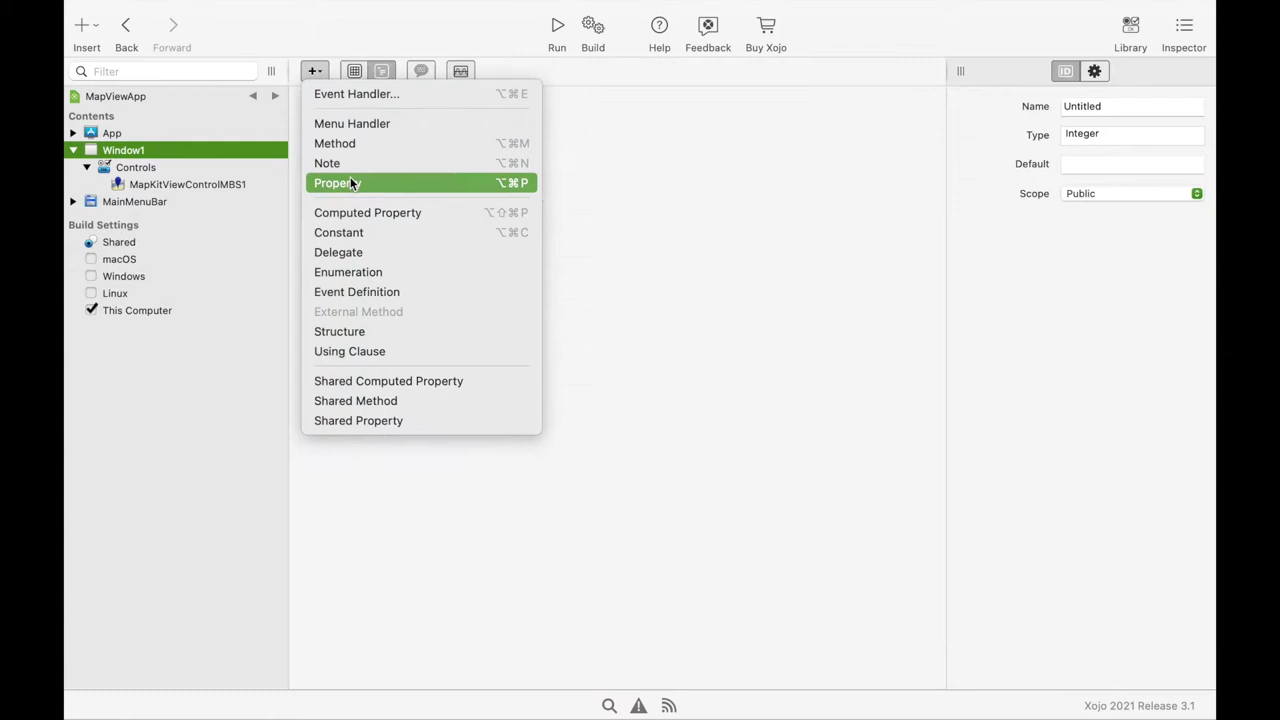 Insert
Back
Forward
Run
Build
Help
Feedback
Buy Xojo
Library
Inspector
Filter
MapViewApp
Contents
App
Window1
Controls
MapKitViewControlMBS1
MainMenuBar
Build Settings
Shared
macOS
Windows
Linux
This Computer
Event Handler... ⌥⌘E
Menu Handler
Method ⌥⌘M
Note ⌥⌘N
Property ⌥⌘P
Computed Property ⌥⇧⌘P
Constant ⌥⌘C
Delegate
Enumeration
Event Definition
External Method
Structure
Using Clause
Shared Computed Property
Shared Method
Shared Property
ID
Name Untitled
Type Integer
Default
Scope Public
Xojo 2021 Release 3.1